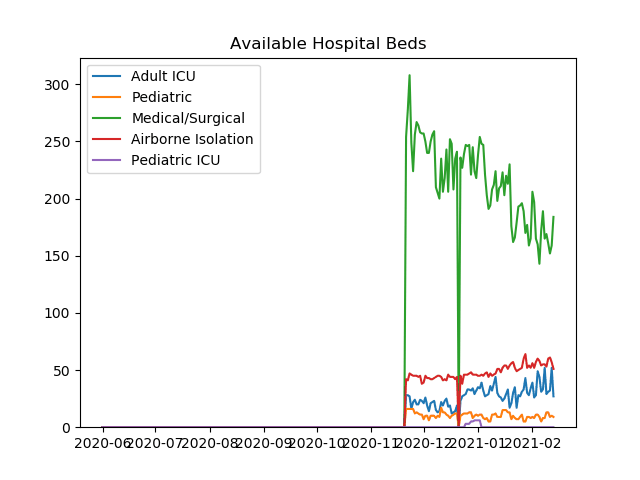 Available Hospital Beds
Adult ICU
Pediatric
Medical/Surgical
Airborne Isolation
Pediatric ICU
300
250
200
150
100
50
0
2020-06 2020-07 2020-08 2020-09 2020-10 2020-11 2020-12 2021-01 2021-02